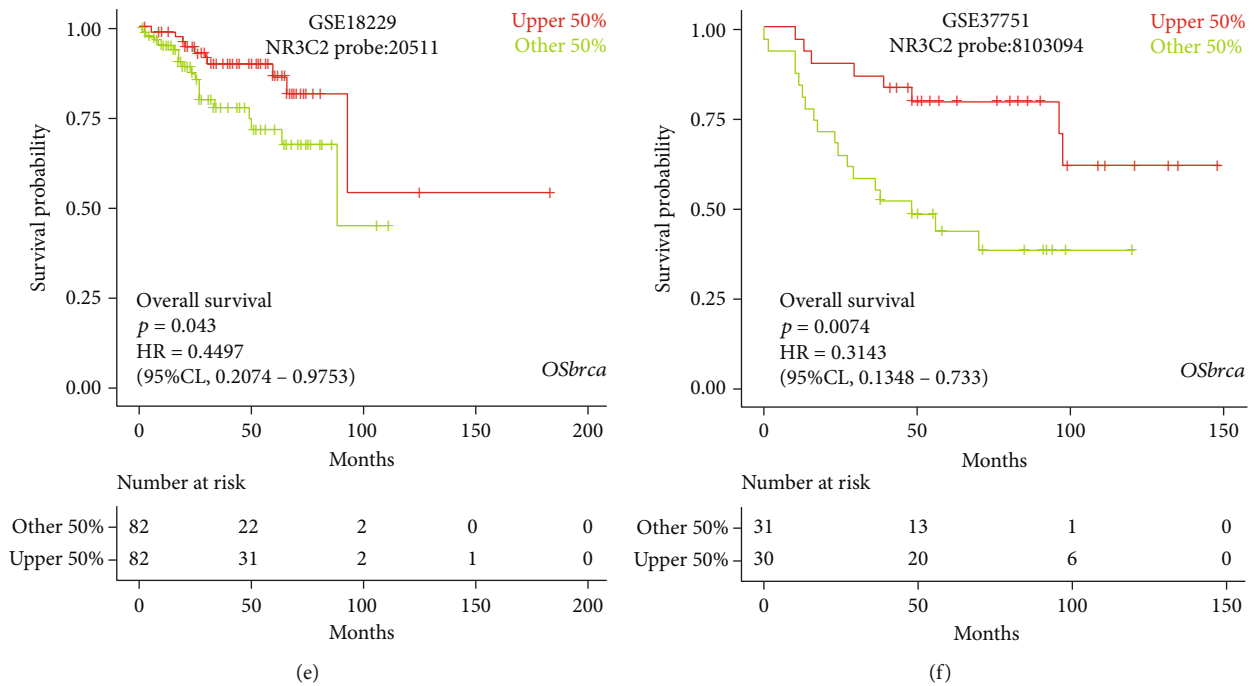 GSE18229
NR3C2 probe:20511
Upper 50%
Other 50%
1.00
0.75
0.50
0.25
0.00
Survival probability
Overall survival
p = 0.043
HR = 0.4497
(95%CL, 0.2074 – 0.9753)
OSbrca
0 50 100 150 200
Months
Number at risk
Other 50% 82 22 2 0 0
Upper 50% 82 31 2 1 0
0 50 100 150 200
Months
(e)
GSE37751
NR3C2 probe:8103094
Upper 50%
Other 50%
1.00
0.75
0.50
0.25
0.00
Survival probability
Overall survival
p = 0.0074
HR = 0.3143
(95%CL, 0.1348 – 0.733)
OSbrca
0 50 100 150
Months
Number at risk
Other 50% 31 13 1 0
Upper 50% 30 20 6 0
0 50 100 150
Months
(f)